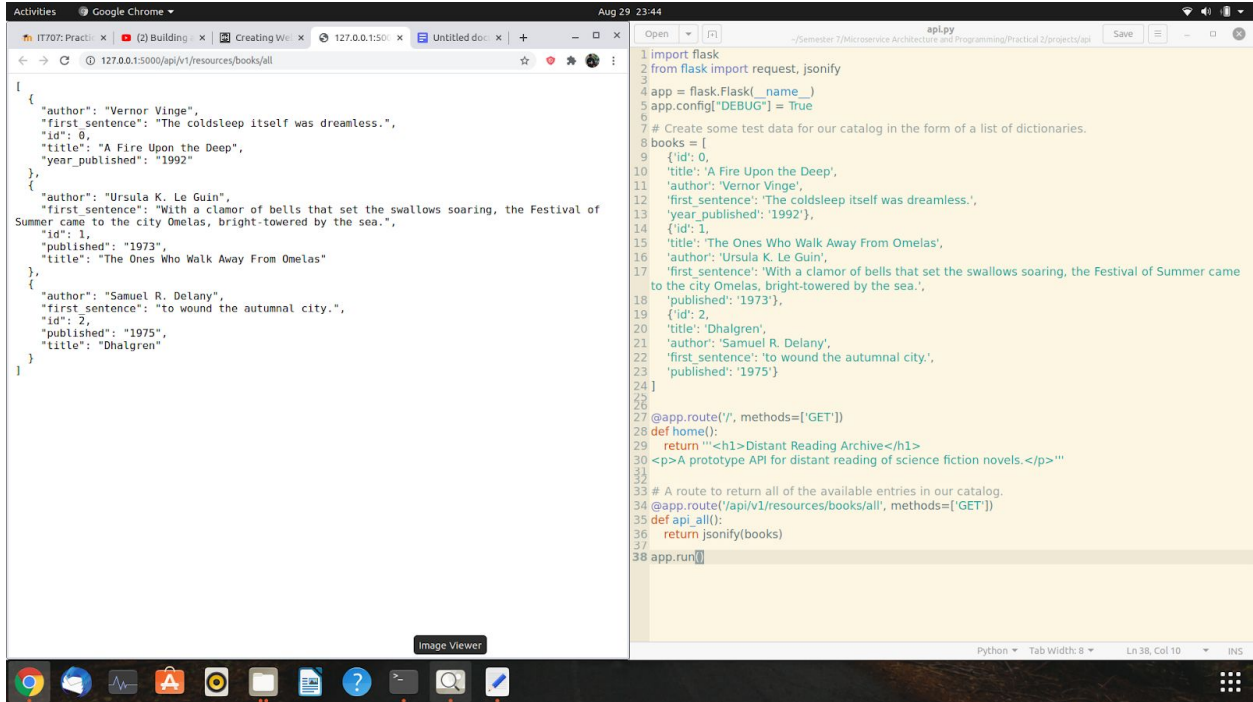 Activities
Google Chrome
Aug 29 23:44
IT707: Practic
(2) Building a
Creating Wel
127.0.0.1:500
Untitled doc
127.0.0.1:5000/api/v1/resources/books/all
[
{
"author": "Vernor Vinge",
"first_sentence": "The coldsleep itself was dreamless.",
"id": 0,
"title": "A Fire Upon the Deep",
"year_published": "1992"
},
{
"author": "Ursula K. Le Guin",
"first_sentence": "With a clamor of bells that set the swallows soaring, the Festival of
Summer came to the city Omelas, bright-towered by the sea.",
"id": 1,
"published": "1973",
"title": "The Ones Who Walk Away From Omelas"
},
{
"author": "Samuel R. Delany",
"first_sentence": "to wound the autumnal city.",
"id": 2,
"published": "1975",
"title": "Dhalgren"
}
]
Image Viewer
Open
api.py
~/Semester 7/Microservice Architecture and Programming/Practical 2/projects/api
Save
1 import flask
2 from flask import request, jsonify
3
4 app = flask.Flask(__name__)
5 app.config["DEBUG"] = True
6
7 # Create some test data for our catalog in the form of a list of dictionaries.
8 books = [
9 {'id': 0,
10 'title': 'A Fire Upon the Deep',
11 'author': 'Vernor Vinge',
12 'first_sentence': 'The coldsleep itself was dreamless.',
13 'year_published': '1992'},
14 {'id': 1,
15 'title': 'The Ones Who Walk Away From Omelas',
16 'author': 'Ursula K. Le Guin',
17 'first_sentence': 'With a clamor of bells that set the swallows soaring, the Festival of Summer came
to the city Omelas, bright-towered by the sea.',
18 'published': '1973'},
19 {'id': 2,
20 'title': 'Dhalgren',
21 'author': 'Samuel R. Delany',
22 'first_sentence': 'to wound the autumnal city.',
23 'published': '1975'}
24 ]
25
26
27 @app.route('/', methods=['GET'])
28 def home():
29 return '''<h1>Distant Reading Archive</h1>
30 <p>A prototype API for distant reading of science fiction novels.</p>'''
31
32
33 # A route to return all of the available entries in our catalog.
34 @app.route('/api/v1/resources/books/all', methods=['GET'])
35 def api_all():
36 return jsonify(books)
37
38 app.run()
Python
Tab Width: 8
Ln 38, Col 10
INS